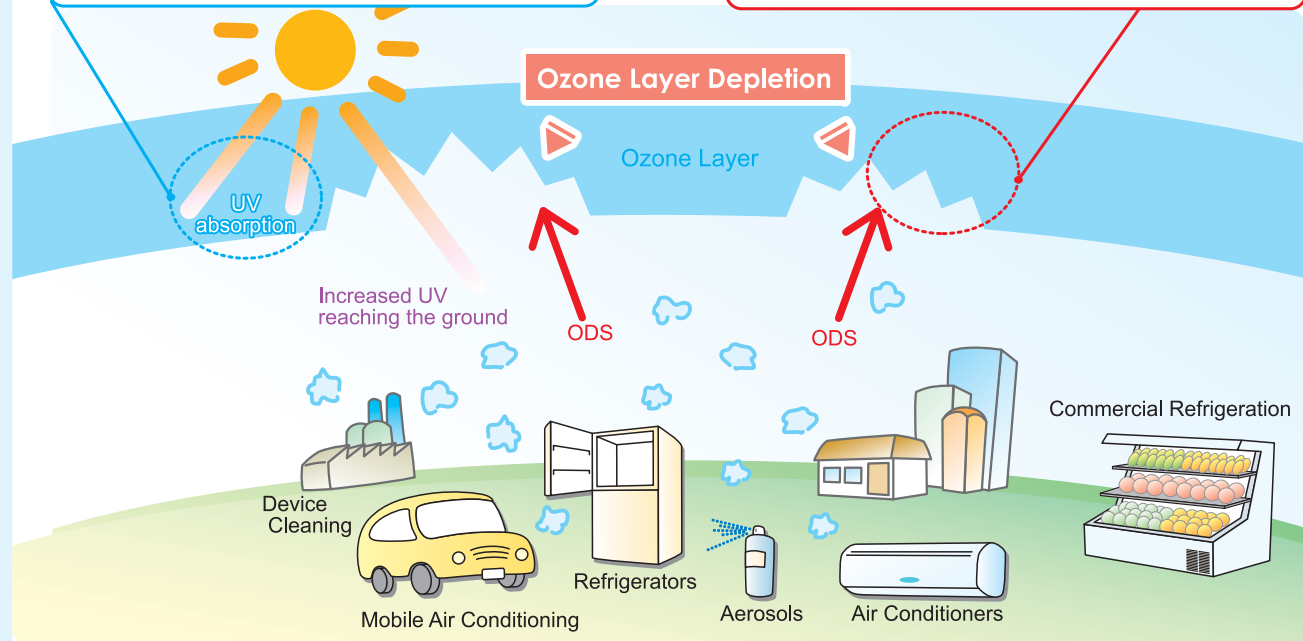 Ozone Layer Depletion
Ozone Layer
UV
absorption
Increased UV
reaching the ground
ODS
ODS
Commercial Refrigeration
Device
Cleaning
Mobile Air Conditioning
Refrigerators
Aerosols
Air Conditioners